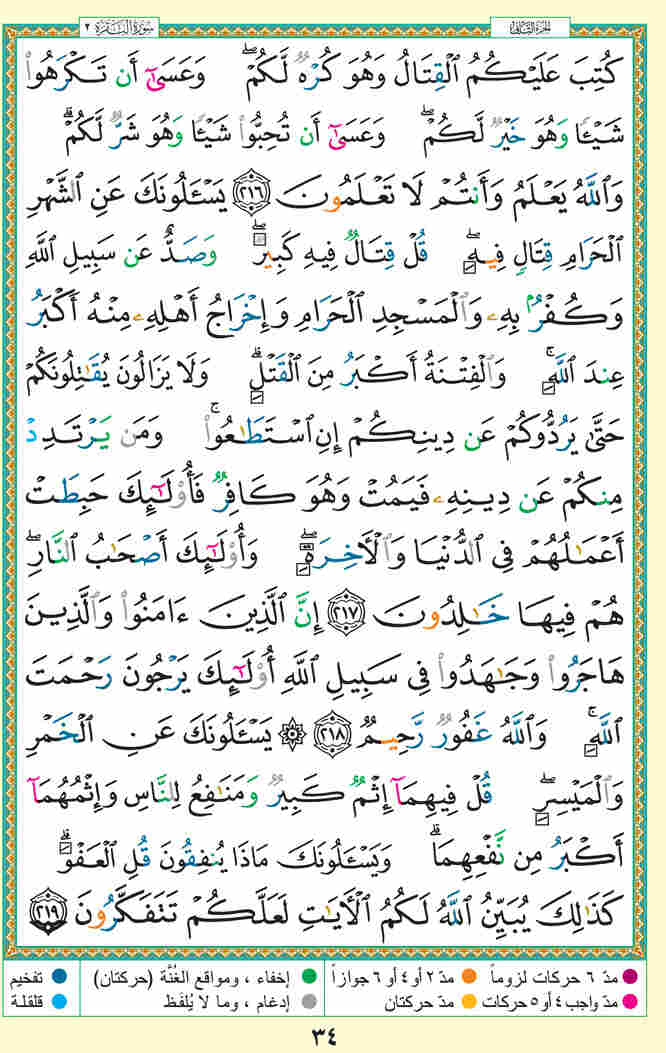 سُورَةُ البَقَرَةِ ٢
الجزء الثاني
كُتِبَ عَلَيْكُمُ ٱلْقِتَالُ وَهُوَ كُرْهٌ لَّكُمْ ۖ وَعَسَىٰٓ أَن تَكْرَهُوا۟
شَيْـًٔا وَهُوَ خَيْرٌ لَّكُمْ ۖ وَعَسَىٰٓ أَن تُحِبُّوا۟ شَيْـًٔا وَهُوَ شَرٌّ لَّكُمْ ۗ
وَٱللَّهُ يَعْلَمُ وَأَنتُمْ لَا تَعْلَمُونَ ٢١٦ يَسْـَٔلُونَكَ عَنِ ٱلشَّهْرِ
ٱلْحَرَامِ قِتَالٍ فِيهِ ۖ قُلْ قِتَالٌ فِيهِ كَبِيرٌ ۖ وَصَدٌّ عَن سَبِيلِ ٱللَّهِ
وَكُفْرٌۢ بِهِۦ وَٱلْمَسْجِدِ ٱلْحَرَامِ وَإِخْرَاجُ أَهْلِهِۦ مِنْهُ أَكْبَرُ
عِندَ ٱللَّهِ ۚ وَٱلْفِتْنَةُ أَكْبَرُ مِنَ ٱلْقَتْلِ ۗ وَلَا يَزَالُونَ يُقَٰتِلُونَكُمْ
حَتَّىٰ يَرُدُّوكُمْ عَن دِينِكُمْ إِنِ ٱسْتَطَٰعُوا۟ ۚ وَمَن يَرْتَدِدْ
مِنكُمْ عَن دِينِهِۦ فَيَمُتْ وَهُوَ كَافِرٌ فَأُو۟لَٰٓئِكَ حَبِطَتْ
أَعْمَٰلُهُمْ فِى ٱلدُّنْيَا وَٱلْـَٔاخِرَةِ ۖ وَأُو۟لَٰٓئِكَ أَصْحَٰبُ ٱلنَّارِ ۖ
هُمْ فِيهَا خَٰلِدُونَ ٢١٧ إِنَّ ٱلَّذِينَ ءَامَنُوا۟ وَٱلَّذِينَ
هَاجَرُوا۟ وَجَٰهَدُوا۟ فِى سَبِيلِ ٱللَّهِ أُو۟لَٰٓئِكَ يَرْجُونَ رَحْمَتَ
ٱللَّهِ ۚ وَٱللَّهُ غَفُورٌ رَّحِيمٌ ٢١٨ ۞ يَسْـَٔلُونَكَ عَنِ ٱلْخَمْرِ
وَٱلْمَيْسِرِ ۖ قُلْ فِيهِمَآ إِثْمٌ كَبِيرٌ وَمَنَٰفِعُ لِلنَّاسِ وَإِثْمُهُمَآ
أَكْبَرُ مِن نَّفْعِهِمَا ۗ وَيَسْـَٔلُونَكَ مَاذَا يُنفِقُونَ قُلِ ٱلْعَفْوَ ۗ
كَذَٰلِكَ يُبَيِّنُ ٱللَّهُ لَكُمُ ٱلْـَٔايَٰتِ لَعَلَّكُمْ تَتَفَكَّرُونَ ٢١٩
مدّ ٦ حركات لزوماً مدّ ٢ أو ٤ أو ٦ جوازاً إخفاء ، ومواقع الغُنَّة (حركتان) تفخيم
مدّ واجب ٤ أو ٥ حركات مدّ حركتان إدغام ، وما لا يُلفَظ قلقلة
٣٤